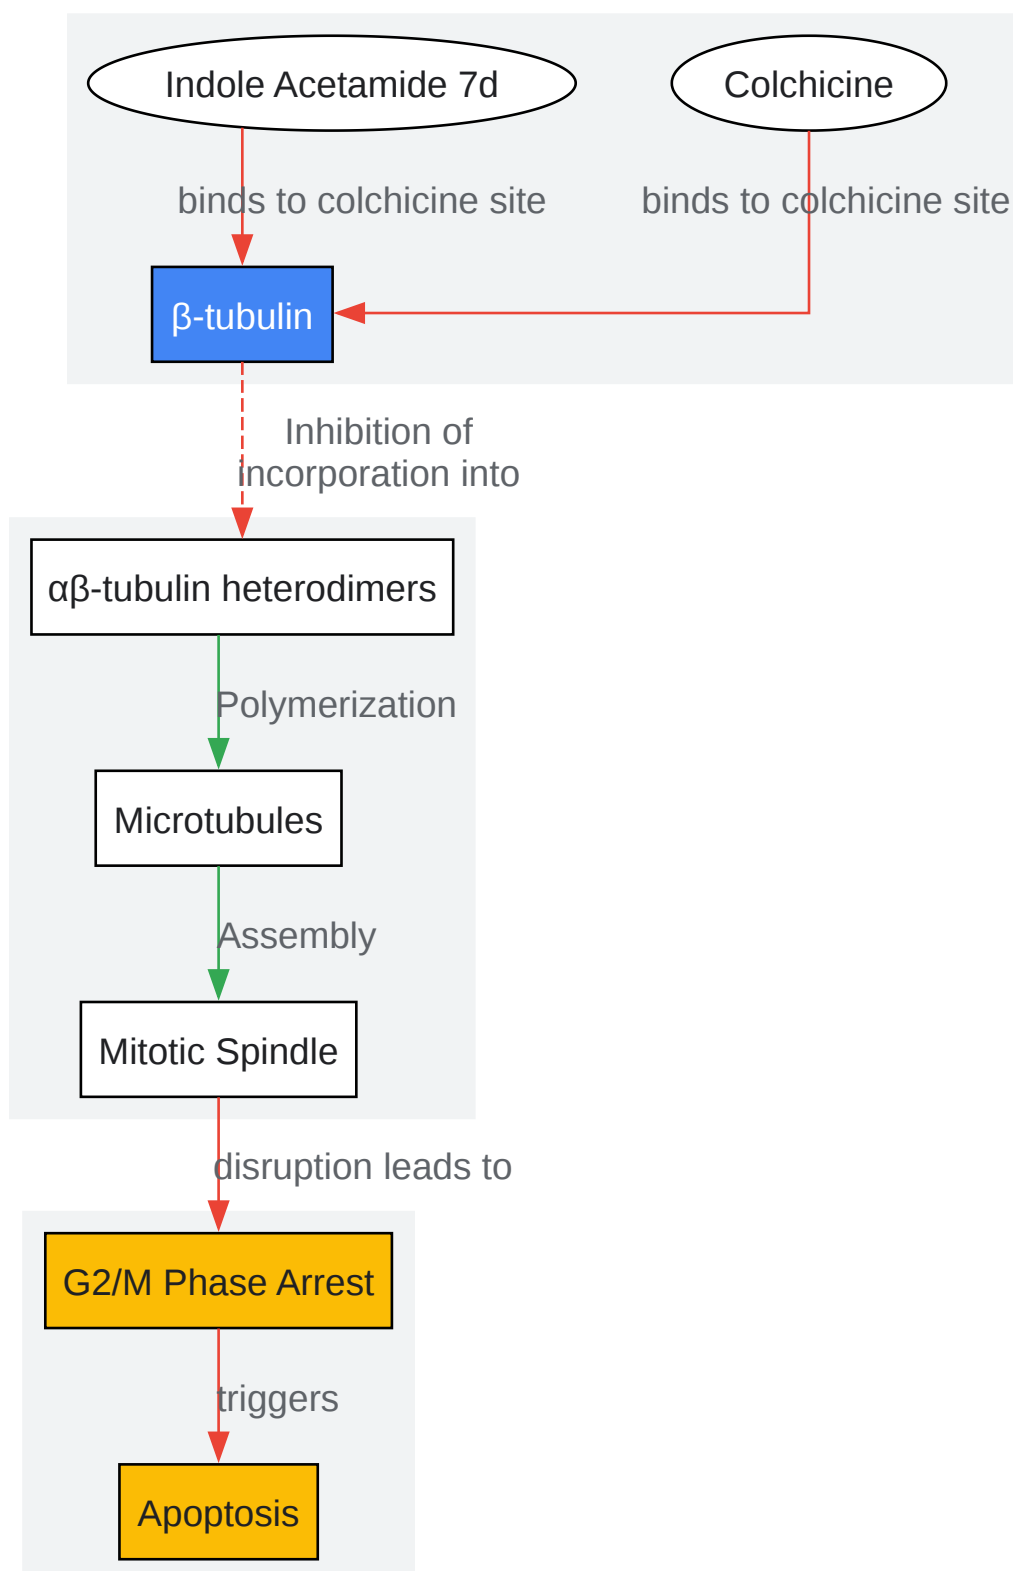 Indole Acetamide 7d
Colchicine
binds to colchicine site
binds to colchicine site
β-tubulin
Inhibition of
incorporation into
αβ-tubulin heterodimers
Polymerization
Microtubules
Assembly
Mitotic Spindle
disruption leads to
G2/M Phase Arrest
triggers
Apoptosis